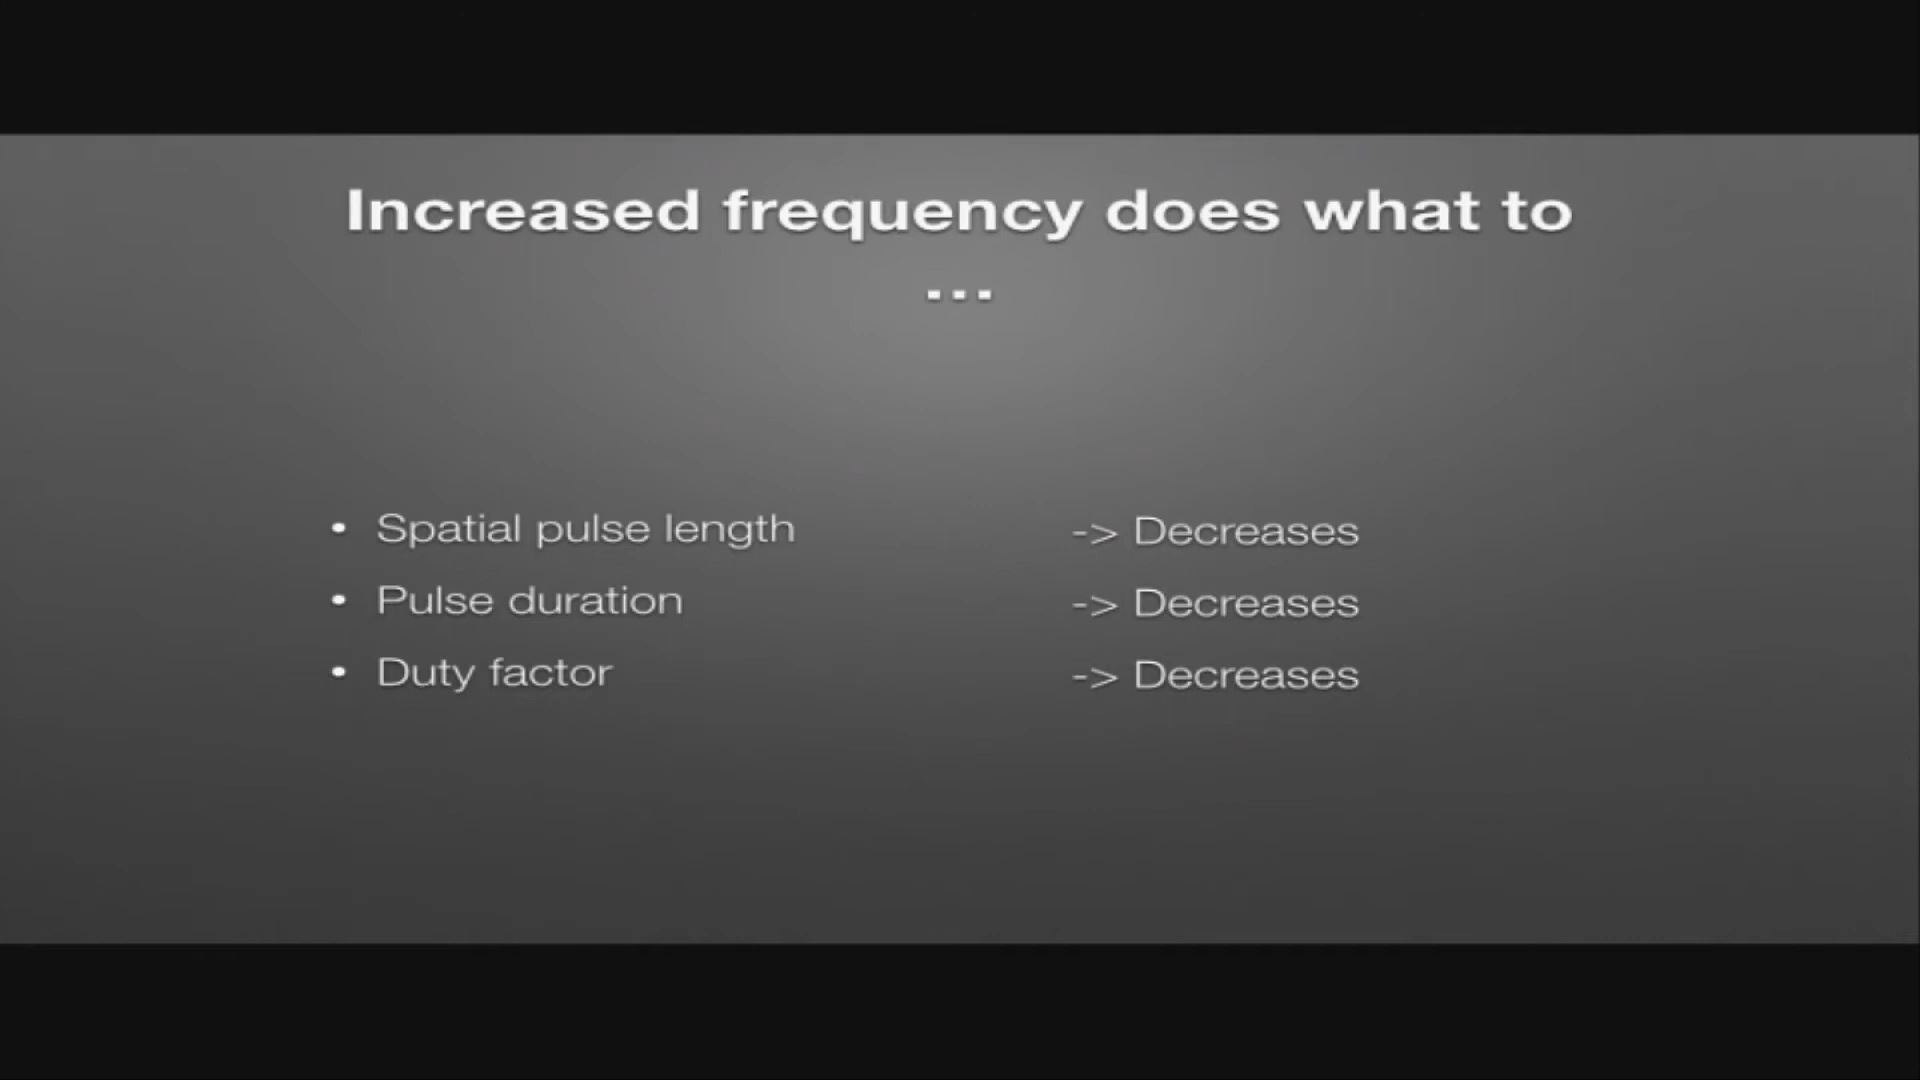 Increased frequency does what to
...
• Spatial pulse length -> Decreases
• Pulse duration -> Decreases
• Duty factor -> Decreases